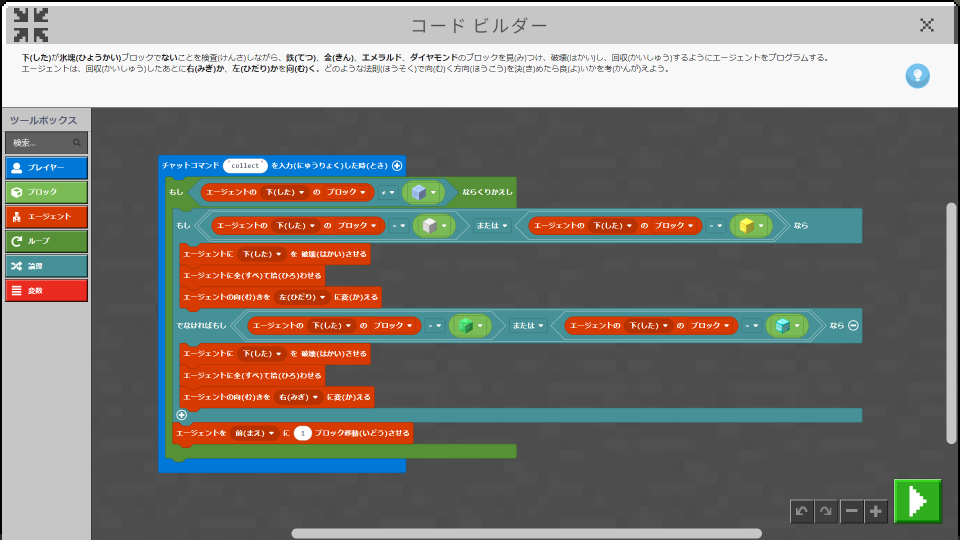 コード ビルダー
下(した)が氷塊(ひょうかい)ブロックでないことを検査(けんさ)しながら、鉄(てつ)、金(きん)、エメラルド、ダイヤモンドのブロックを見(み)つけ、破壊(はかい)し、回収(かいしゅう)するようにエージェントをプログラムする。
エージェントは、回収(かいしゅう)したあとに右(みぎ)か、左(ひだり)かを向(む)く。どのような法則(ほうそく)で向(む)く方向(ほうこう)を決(き)めたら良(よ)いかを考(かんが)えよう。
ツールボックス
検索...
プレイヤー
ブロック
エージェント
ループ
論理
変数
チャットコマンド "collect" を入力(にゅうりょく)した時(とき)
もし エージェントの 下(した) の ブロック ≠ ならくりかえし
もし エージェントの 下(した) の ブロック = または エージェントの 下(した) の ブロック = なら
エージェントに 下(した) を 破壊(はかい)させる
エージェントに全(すべ)て拾(ひろ)わせる
エージェントの向(む)きを 左(ひだり) に変(か)える
でなければもし エージェントの 下(した) の ブロック = または エージェントの 下(した) の ブロック = なら
エージェントに 下(した) を 破壊(はかい)させる
エージェントに全(すべ)て拾(ひろ)わせる
エージェントの向(む)きを 右(みぎ) に変(か)える
エージェントを 前(まえ) に 1 ブロック移動(いどう)させる